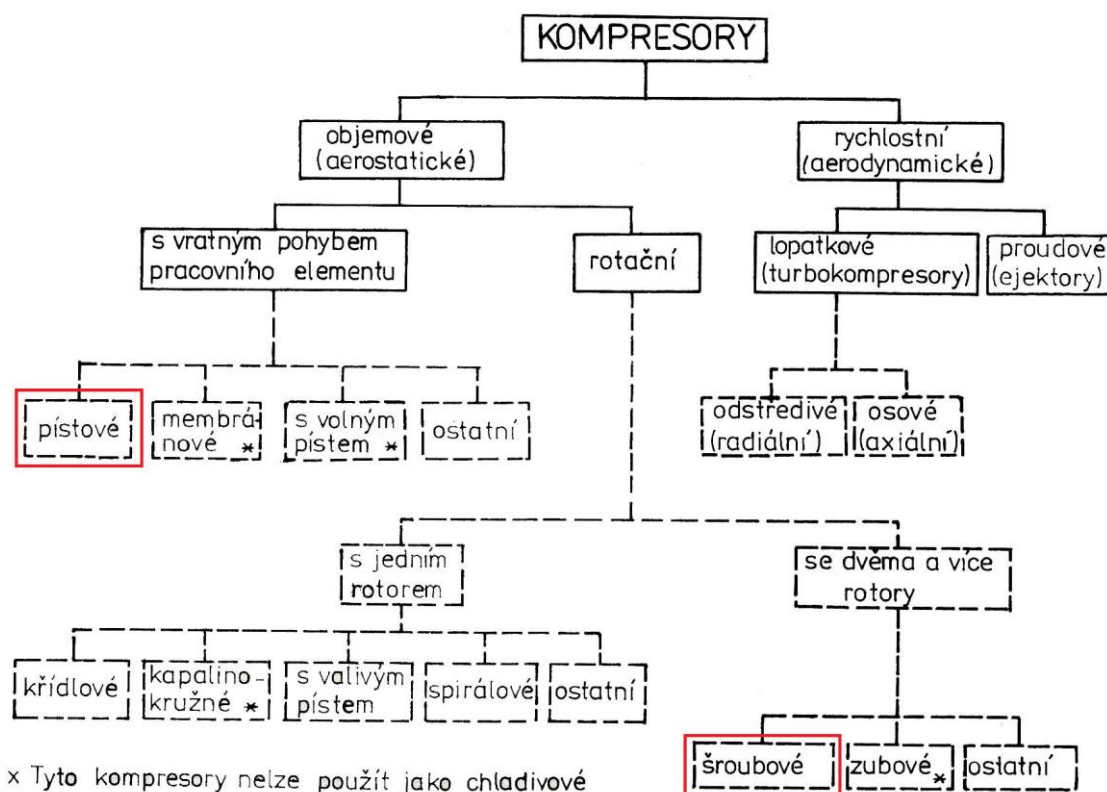 KOMPRESORY
objemové
(aerostatické)
rychlostní
(aerodynamické)
s vratným pohybem
pracovního elementu
rotační
lopatkové
(turbokompresory)
proudové
(ejektory)
pístové
membrá-
nové *
s volným
pístem *
ostatní
odstředivé
(radiální)
osové
(axiální)
s jedním
rotorem
se dvěma a více
rotory
křídlové
kapalino-
kružné *
s valivým
pístem
spirálové
ostatní
šroubové
zubové *
ostatní
x Tyto kompresory nelze použít jako chladivové